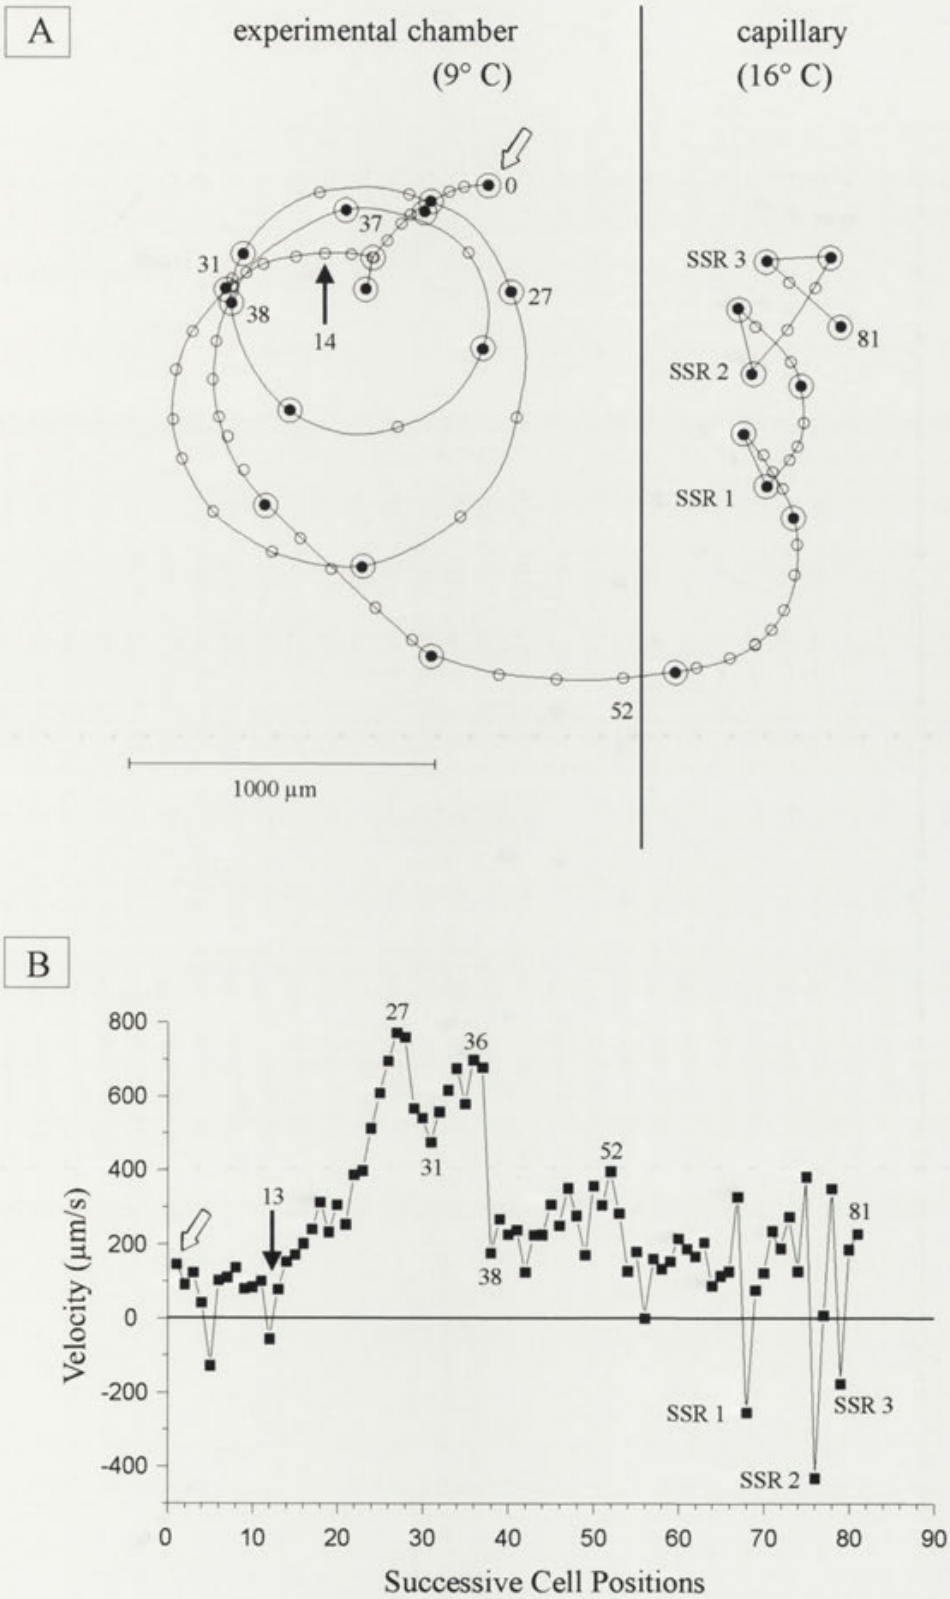 A
experimental chamber
(9° C)
capillary
(16° C)
0
37
31
27
38
14
SSR 3
81
SSR 2
SSR 1
52
1000 µm
B
27
36
31
52
13
38
81
SSR 1
SSR 3
SSR 2
Velocity (µm/s)
800
600
400
200
0
-200
-400
0 10 20 30 40 50 60 70 80 90
Successive Cell Positions